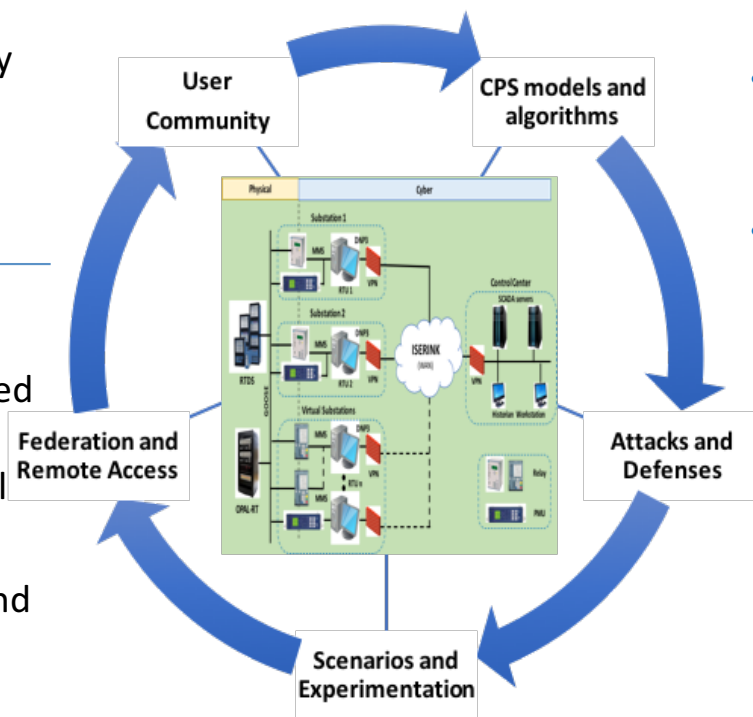 y
User
Community
CPS models and
algorithms
Physical
Cyber
Substation 1
MMS
DNP3
RTU 1
VPN
Substation 2
MMS
DNP3
RTU 2
VPN
RTDS
GOOSE
ISERINK
(WAN)
Control Center
SCADA servers
VPN
Historian Workstation
Virtual Substations
MMS
DNP3
VPN
RTU n
MMS
VPN
OPAL-RT
Relay
PMU
ed
Federation and
Remote Access
l
Attacks and
Defenses
nd
Scenarios and
Experimentation